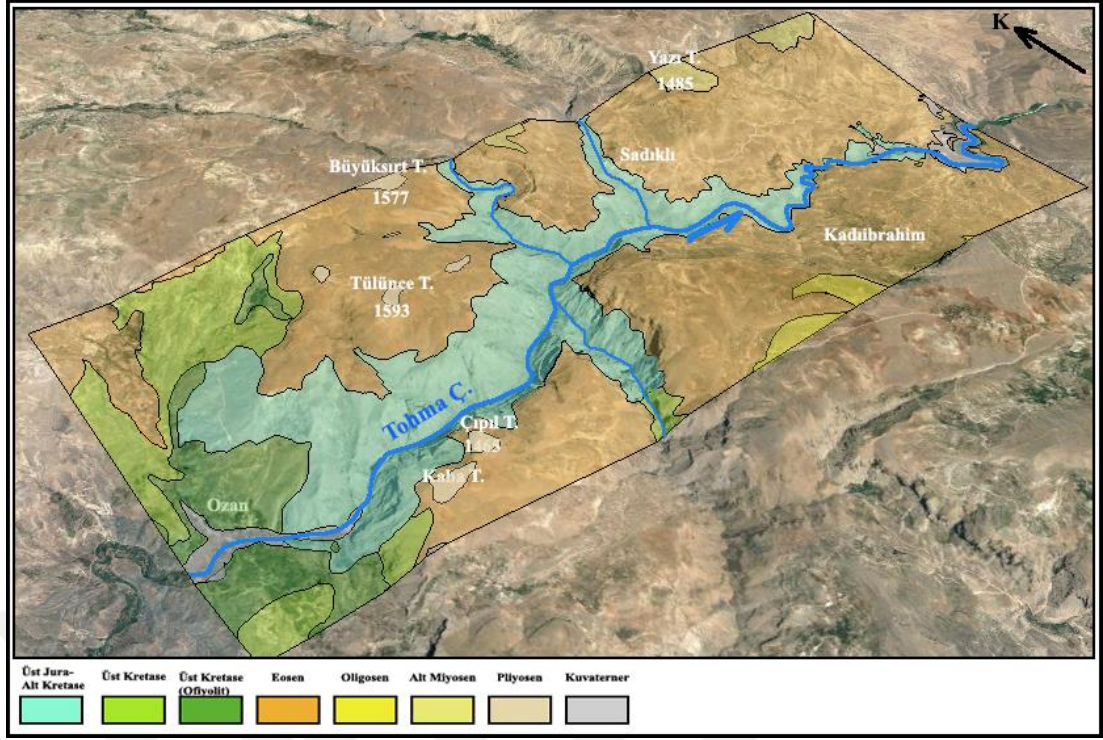 K
Yazı T.
1485
Sadıklı
Büyüksırt T.
1577
Kadıibrahim
Tülünce T.
1593
Tohma Ç.
Çıpıl T.
1465
Kaba T.
Ozan
Üst Jura-
Alt Kretase
Üst Kretase
Üst Kretase
(Ofiyolit)
Eosen
Oligosen
Alt Miyosen
Pliyosen
Kuvaterner